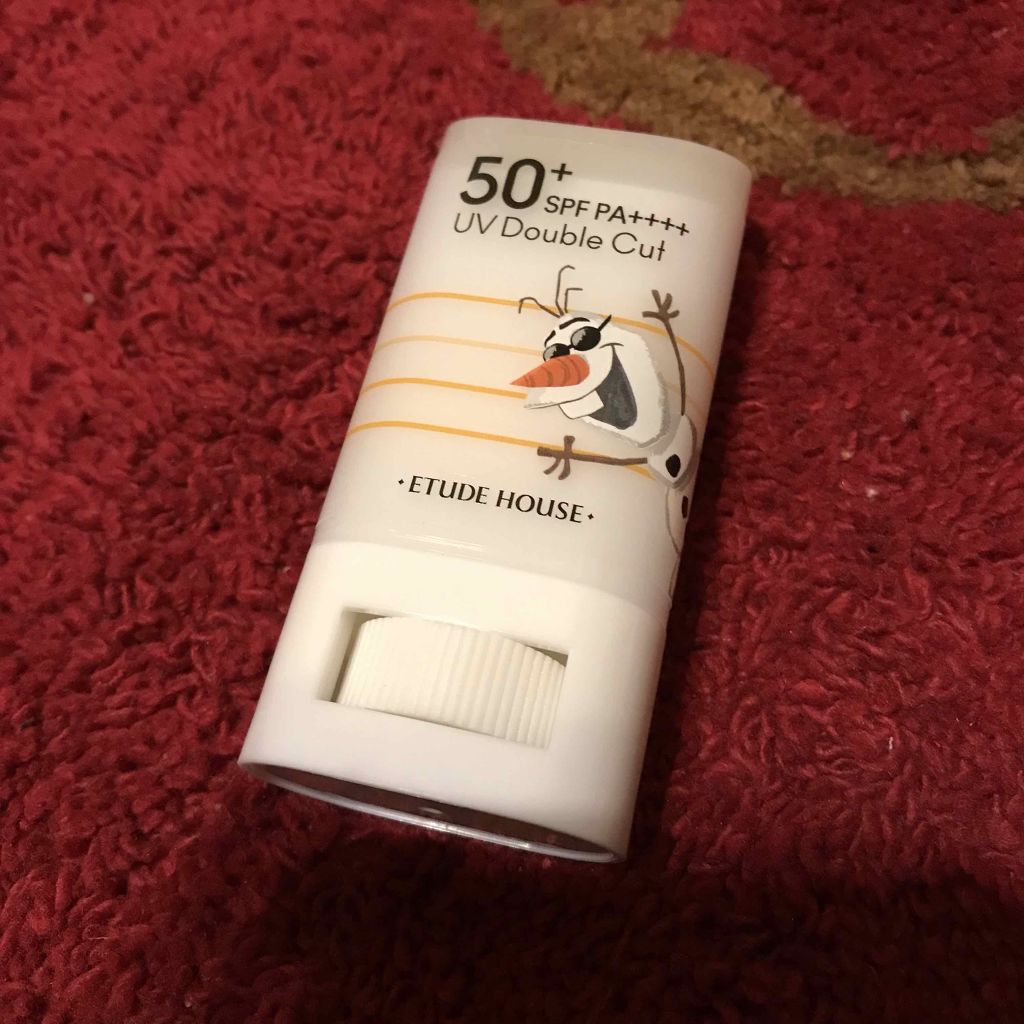 50+
SPF PA++++
UV Double Cut
·ETUDE HOUSE·